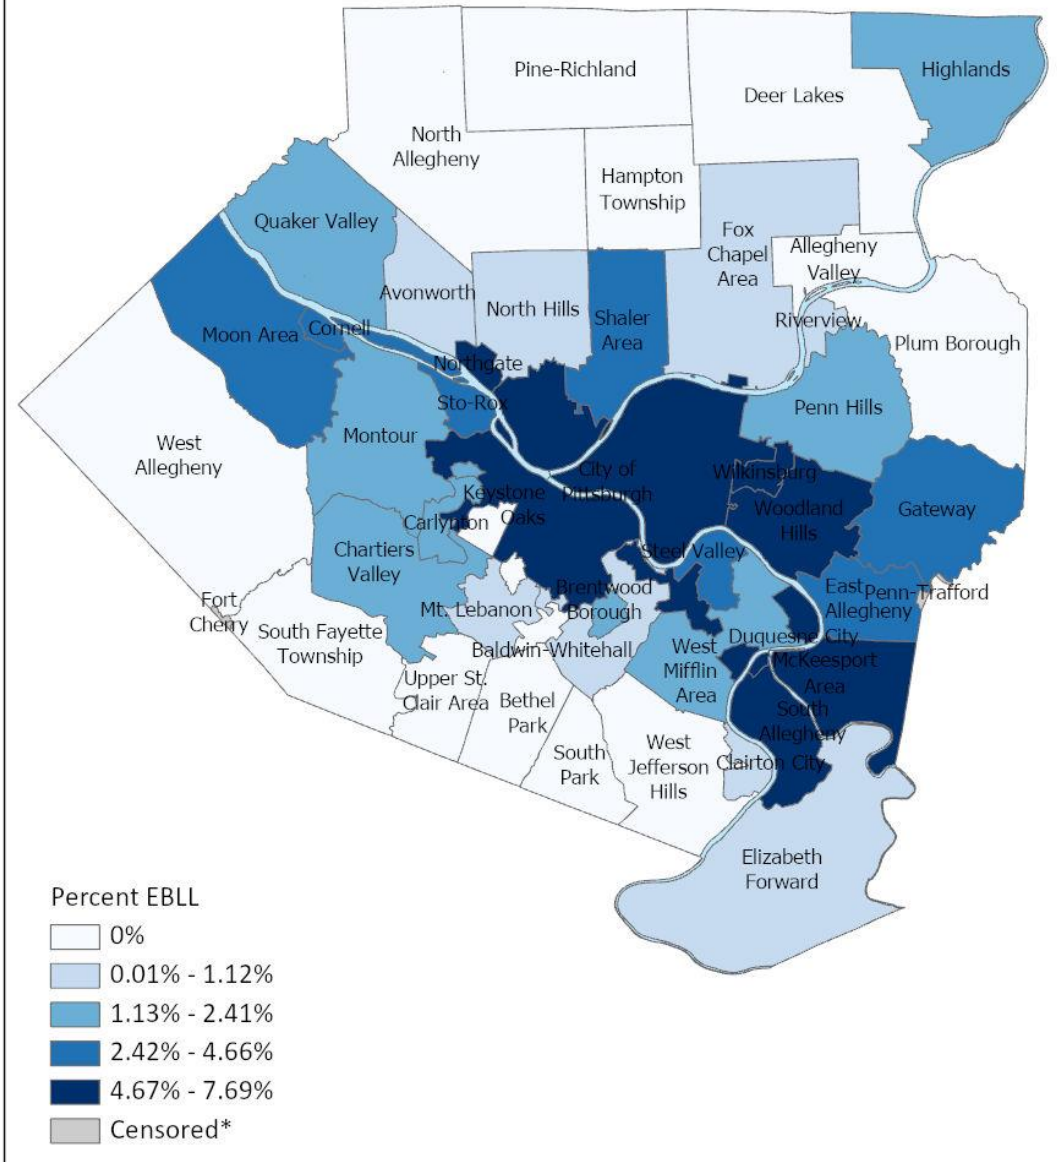 Pine-Richland
Highlands
Deer Lakes
North
Allegheny
Hampton
Township
Quaker Valley
Fox
Chapel
Area
Allegheny
Valley
Avonworth
North Hills
Shaler
Area
Riverview
Moon Area
Cornell
Plum Borough
Northgate
Sto-Rox
Penn Hills
Montour
West
Allegheny
City of
Pittsburgh
Wilkinsburg
Keystone
Oaks
Woodland
Hills
Gateway
Carlynton
Chartiers
Valley
Steel Valley
Brentwood
Borough
East
Allegheny
Penn-Trafford
Fort
Cherry
Mt. Lebanon
South Fayette
Township
Duquesne City
Baldwin-Whitehall
West
Mifflin
Area
McKeesport
Area
Upper St.
Clair Area
Bethel
Park
South
Allegheny
South
Park
West
Jefferson
Hills
Clairton City
Elizabeth
Forward
Percent EBLL
0%
0.01% - 1.12%
1.13% - 2.41%
2.42% - 4.66%
4.67% - 7.69%
Censored*